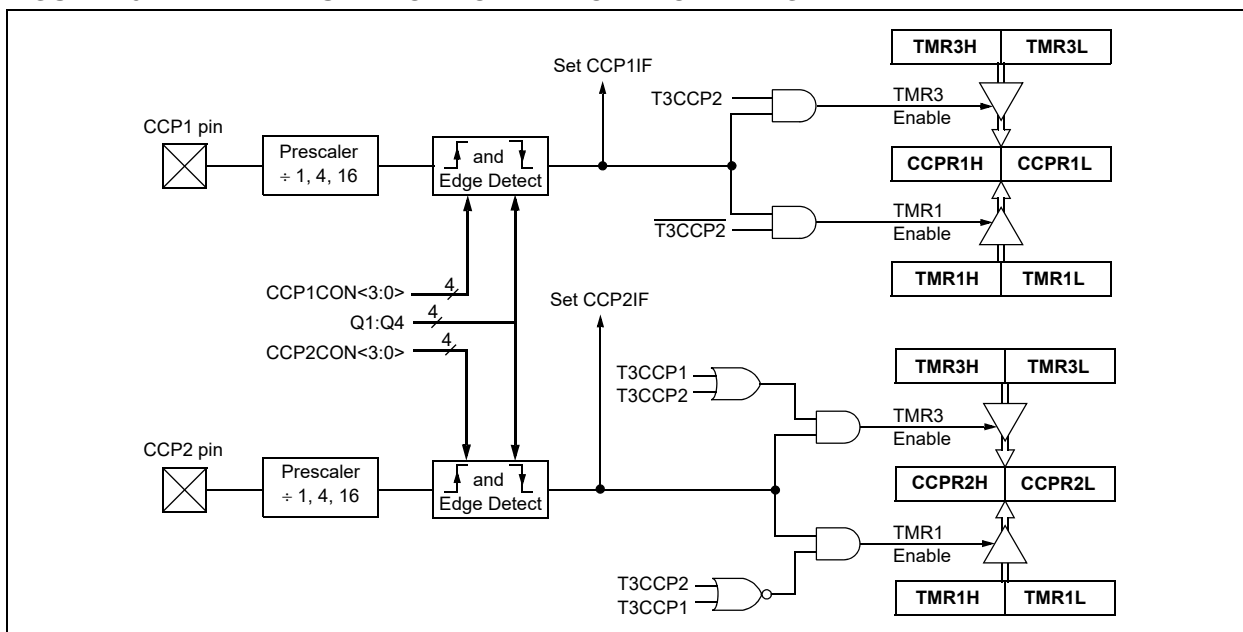 TMR3H TMR3L
Set CCP1IF
T3CCP2
TMR3
Enable
CCP1 pin
Prescaler
÷ 1, 4, 16
and
Edge Detect
CCPR1H CCPR1L
T3CCP2
TMR1
Enable
TMR1H TMR1L
CCP1CON<3:0> 4
Q1:Q4 4
CCP2CON<3:0> 4
Set CCP2IF
TMR3H TMR3L
T3CCP1
T3CCP2
TMR3
Enable
CCP2 pin
Prescaler
÷ 1, 4, 16
and
Edge Detect
CCPR2H CCPR2L
TMR1
Enable
T3CCP2
T3CCP1
TMR1H TMR1L